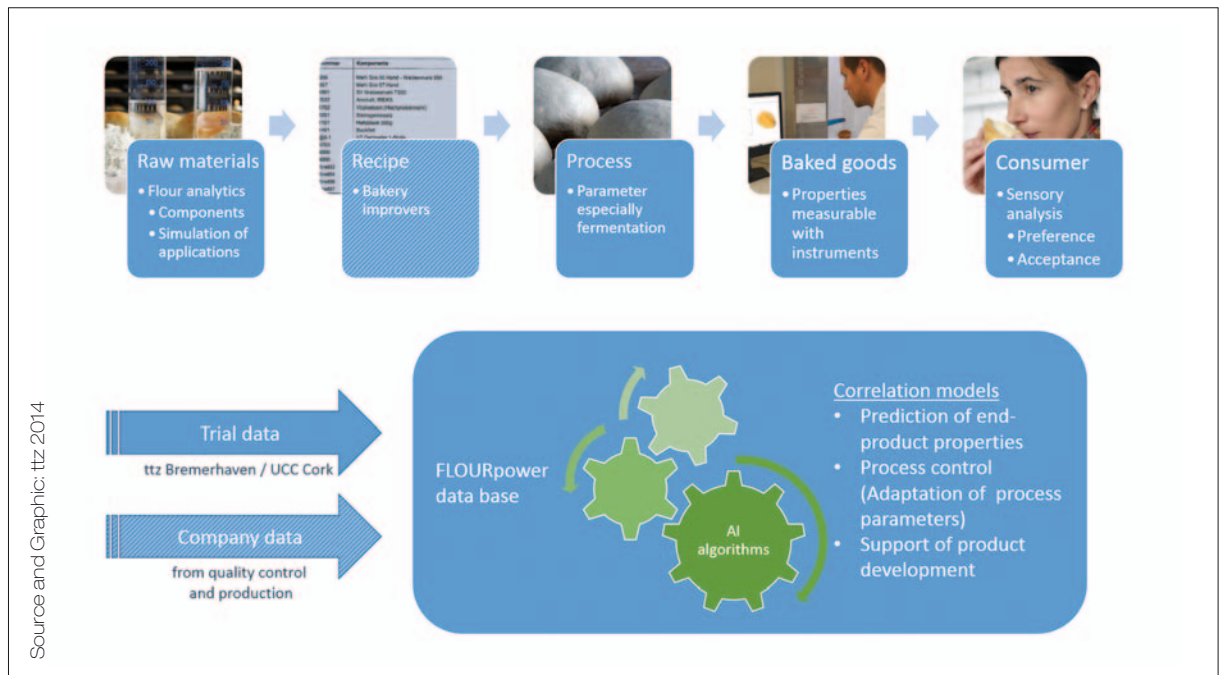 Komponente
Raw materials
• Flour analytics
• Components
• Simulation of
applications
Recipe
• Bakery
improvers
Process
• Parameter
especially
fermentation
Baked goods
• Properties
measurable
with
instruments
Consumer
• Sensory
analysis
• Preference
• Acceptance
Trial data
ttz Bremerhaven / UCC Cork
Company data
from quality control
and production
FLOURpower
data base
AI
algorithms
Correlation models
• Prediction of end-
product properties
• Process control
(Adaptation of process
parameters)
• Support of product
development
Source and Graphic: ttz 2014